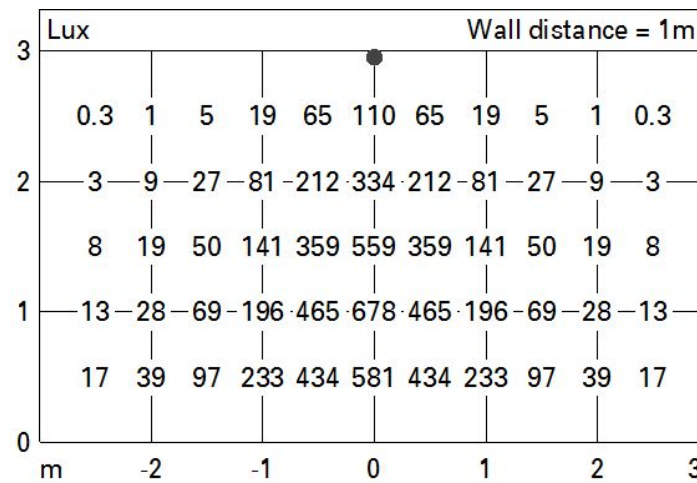 Lux Wall distance = 1m
3
0.3 1 5 19 65 110 65 19 5 1 0.3
2 3 9 27 81 212 334 212 81 27 9 3
8 19 50 141 359 559 359 141 50 19 8
1 13 28 69 196 465 678 465 196 69 28 13
17 39 97 233 434 581 434 233 97 39 17
0
m -2 -1 0 1 2 3